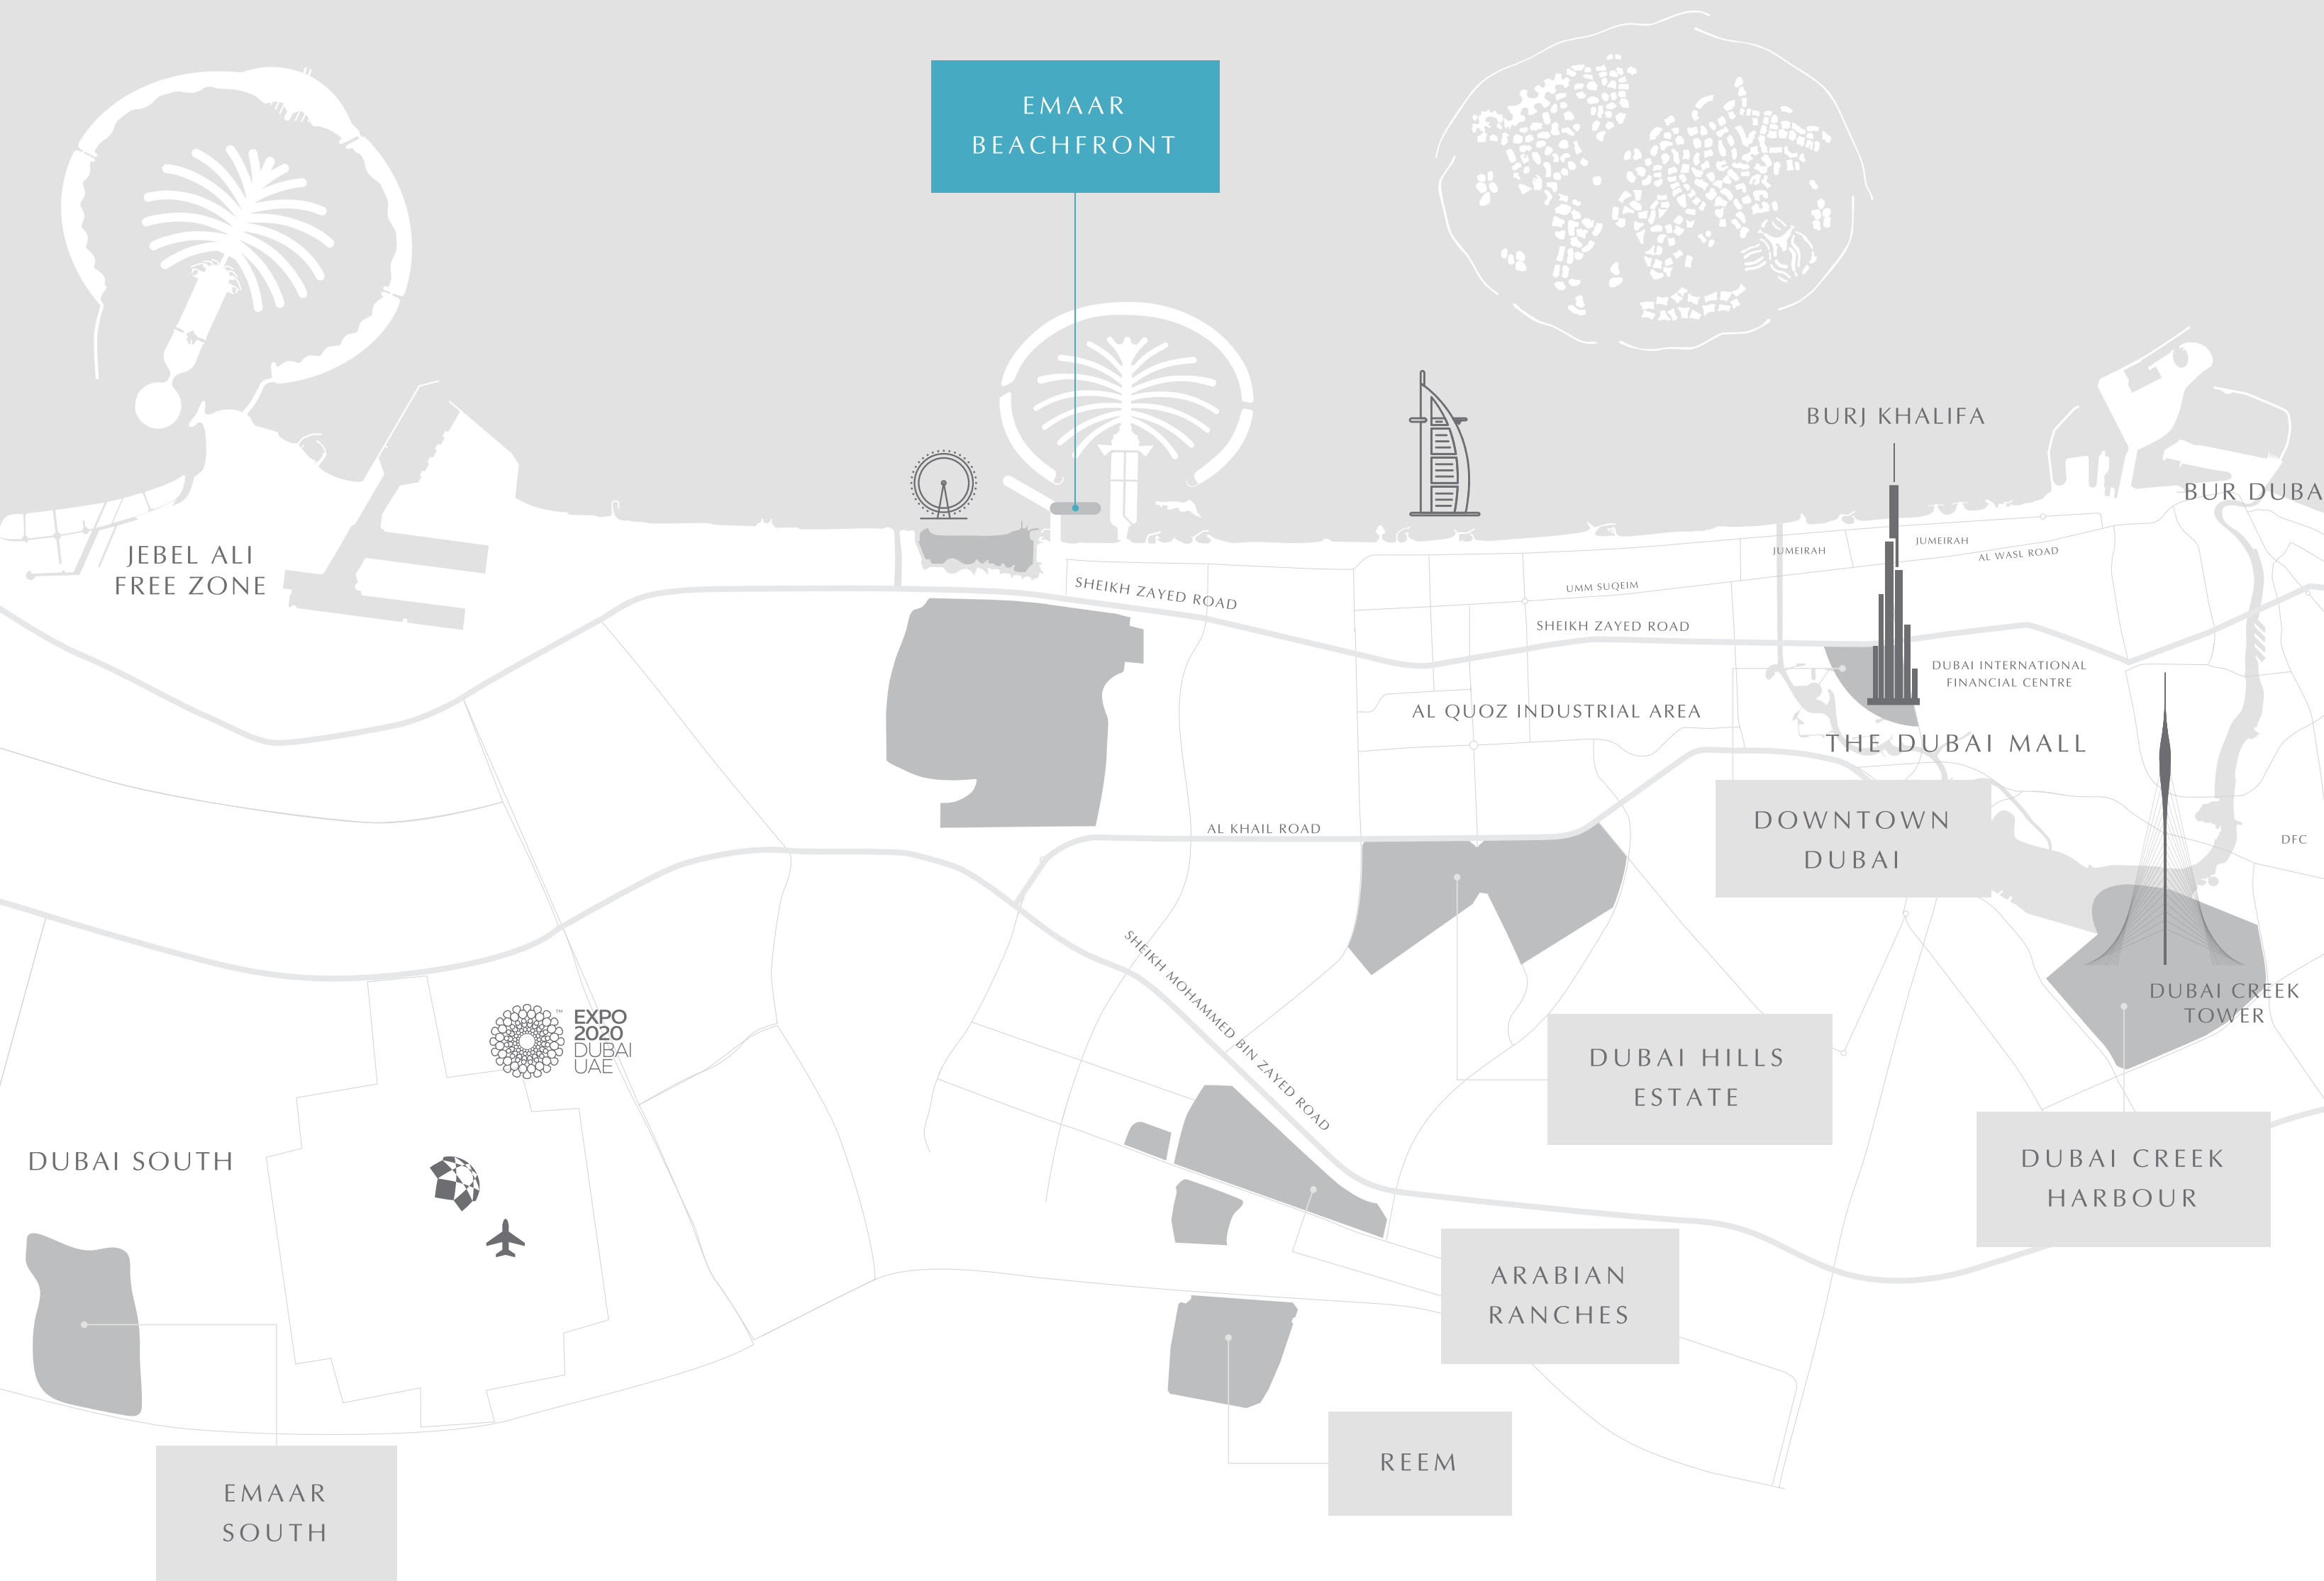 EMAAR
BEACHFRONT
BURJ KHALIFA
BUR DUBA
JEBEL ALI
FREE ZONE
JUMEIRAH
JUMEIRAH
AL WASL ROAD
SHEIKH ZAYED ROAD
UMM SUQEIM
SHEIKH ZAYED ROAD
DUBAI INTERNATIONAL
FINANCIAL CENTRE
AL QUOZ INDUSTRIAL AREA
THE DUBAI MALL
DOWNTOWN
DUBAI
AL KHAIL ROAD
DFC
SHEIKH MOHAMMED BIN ZAYED ROAD
DUBAI CREEK
TOWER
EXPO
2020
DUBAI
UAE
™
DUBAI HILLS
ESTATE
DUBAI SOUTH
DUBAI CREEK
HARBOUR
ARABIAN
RANCHES
REEM
EMAAR
SOUTH